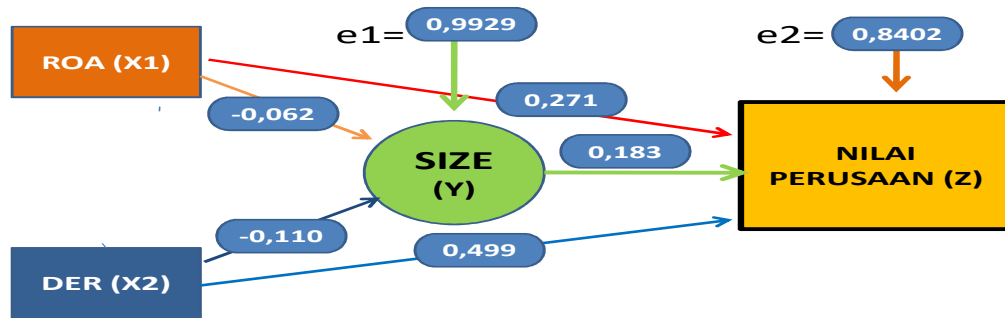 e1= 0,9929
e2= 0,8402
ROA (X1)
-0,062
0,271
SIZE
(Y)
0,183
NILAI
PERUSAAN (Z)
-0,110
0,499
DER (X2)